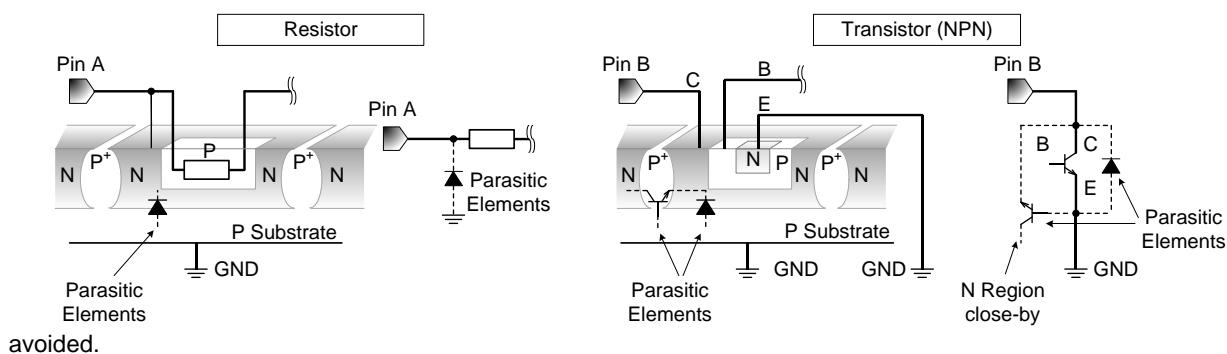 Resistor
Transistor (NPN)
Pin A
Pin A
N
P+
N
P
N
P+
N
Parasitic
Elements
P Substrate
GND
Parasitic
Elements
Pin B
C
B
E
N
P+
N
N
P
P+
N
N
P Substrate
GND
GND
Parasitic
Elements
Pin B
B
C
E
Parasitic
Elements
GND
N Region
close-by
avoided.